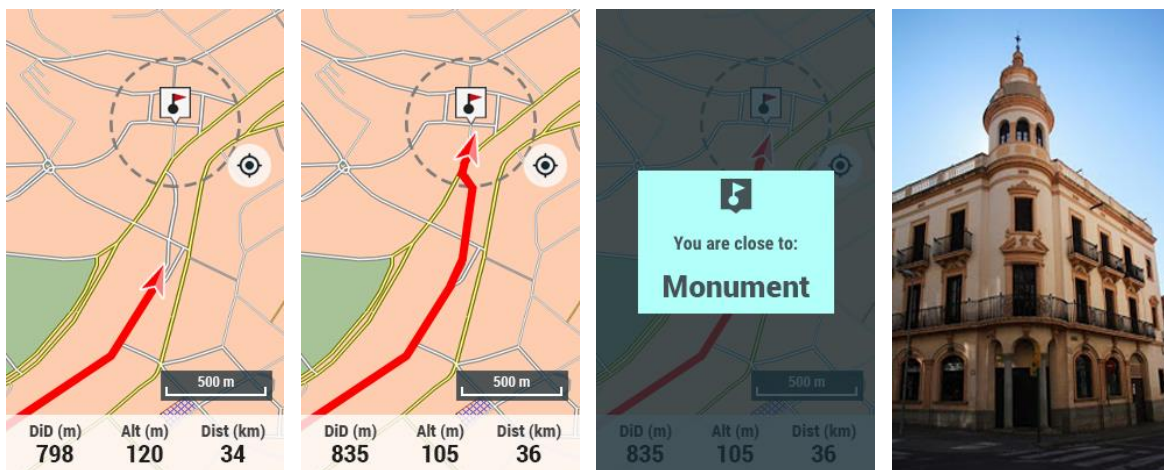 500 m
DiD (m) Alt (m) Dist (km)
798 120 34
500 m
DiD (m) Alt (m) Dist (km)
835 105 36
You are close to:
Monument
500 m
DiD (m) Alt (m) Dist (km)
835 105 36